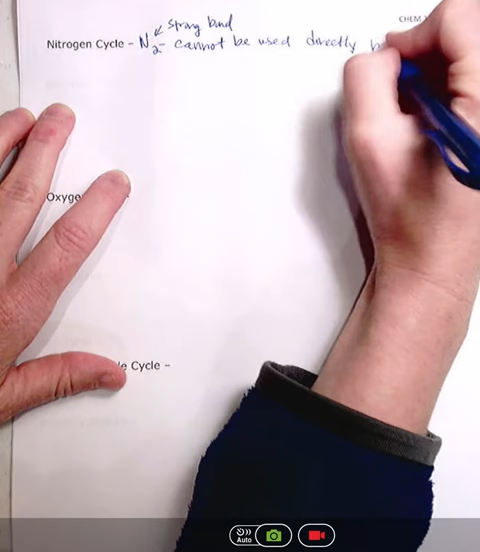 CHEM
strong bond
Nitrogen Cycle – N2 – cannot be used directly b
Oxyge
le Cycle –
Auto